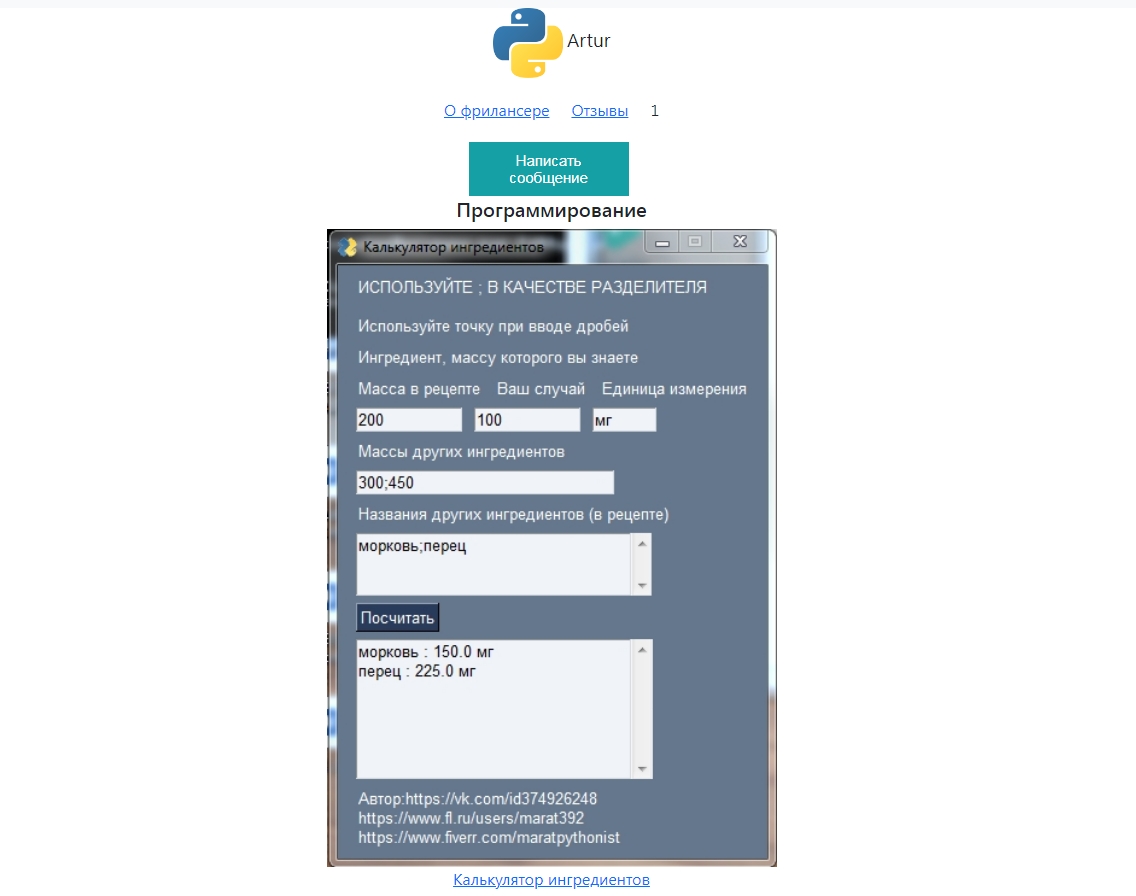 Artur
О фрилансере Отзывы 1
Написать
сообщение
Программирование
Калькулятор ингредиентов
ИСПОЛЬЗУЙТЕ ; В КАЧЕСТВЕ РАЗДЕЛИТЕЛЯ
Используйте точку при вводе дробей
Ингредиент, массу которого вы знаете
Масса в рецепте Ваш случай Единица измерения
200 100 мг
Массы других ингредиентов
300;450
Названия других ингредиентов (в рецепте)
морковь;перец
Посчитать
морковь : 150.0 мг
перец : 225.0 мг
Автор:https://vk.com/id374926248
https://www.fl.ru/users/marat392
https://www.fiverr.com/maratpythonist
Калькулятор ингредиентов